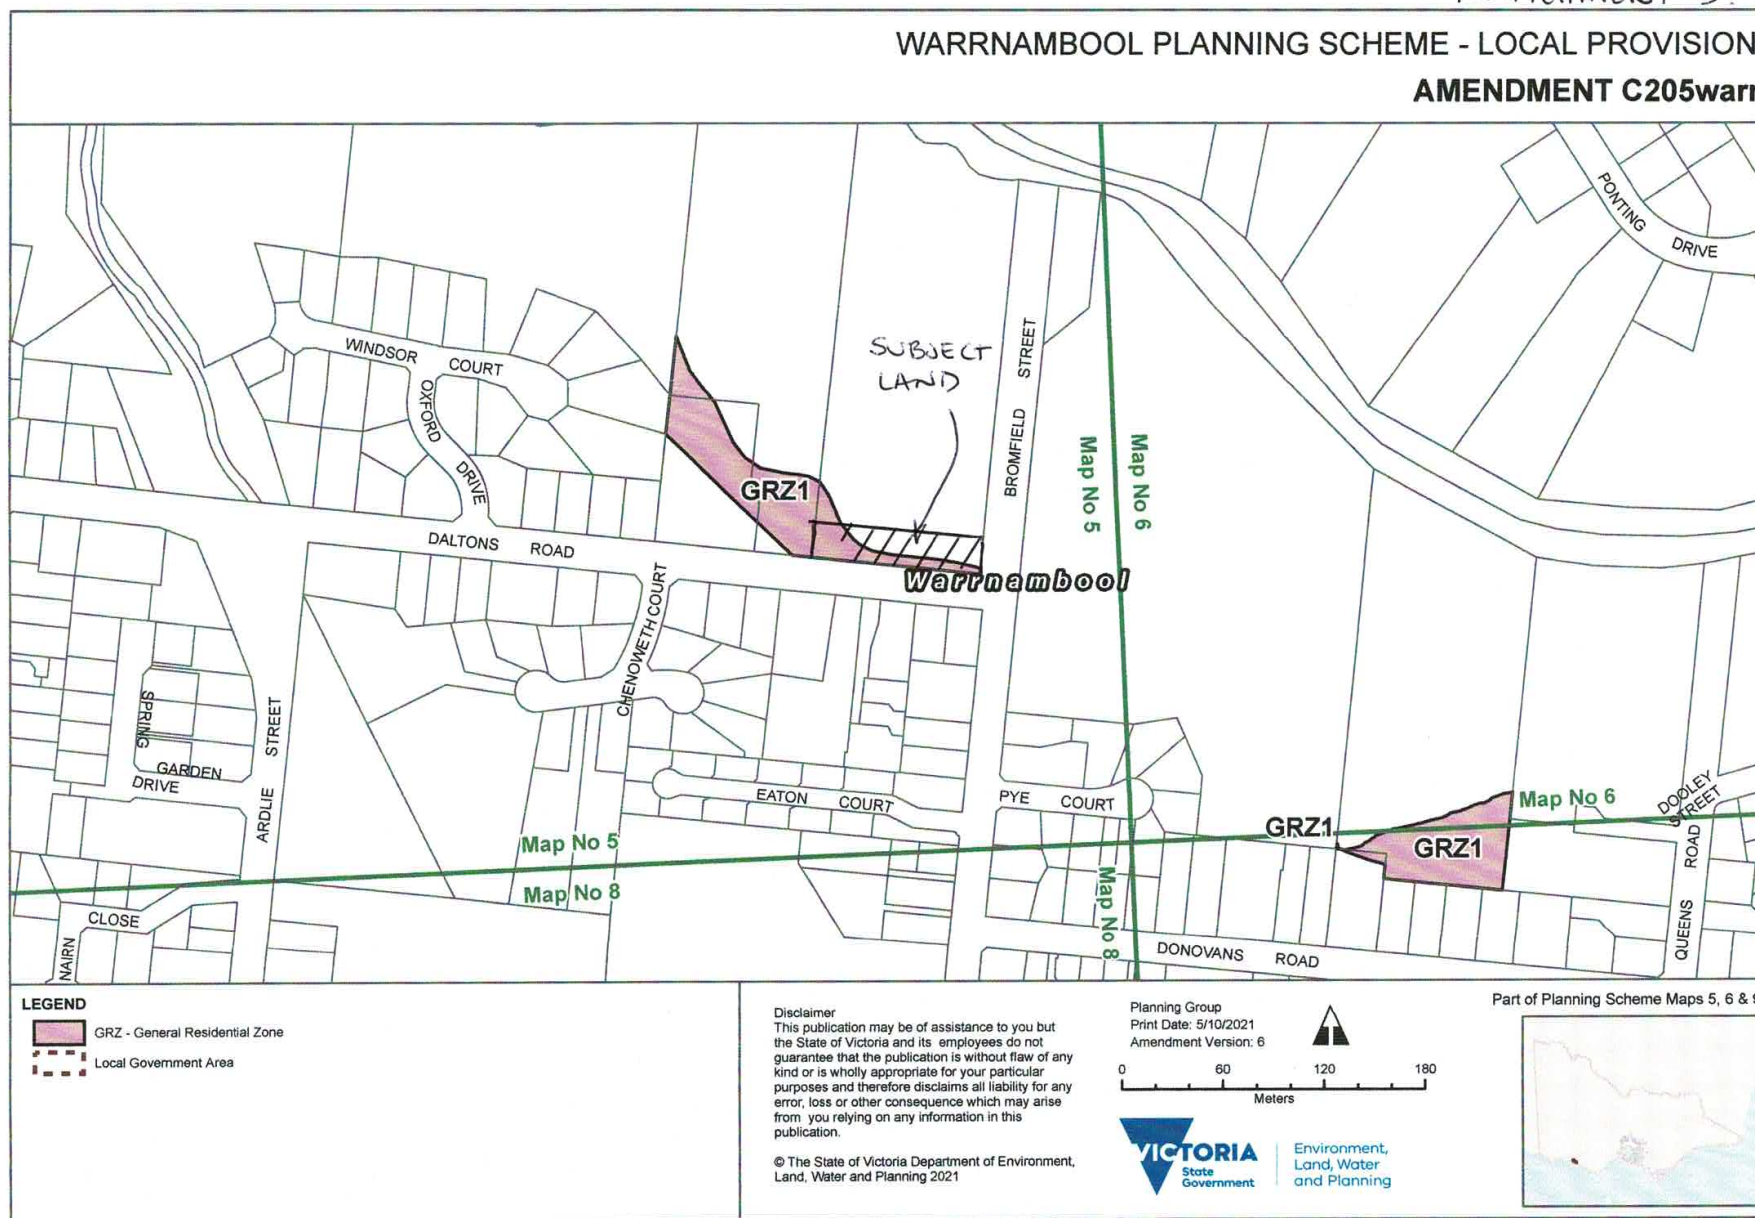 WARRNAMBOOL PLANNING SCHEME - LOCAL PROVISION
AMENDMENT C205warr
PONTING
DRIVE
SUBJECT
LAND
WINDSOR
COURT
OXFORD
DRIVE
BROMFIELD
STREET
Map No 5
Map No 6
GRZ1
DALTONS
ROAD
Warrnambool
CHENOWETH COURT
SPRING
GARDEN
DRIVE
ARDLIE
STREET
EATON
COURT
PYE
COURT
DOOLEY
STREET
Map No 6
GRZ1
GRZ1
Map No 5
Map No 8
Map No 8
QUEENS
ROAD
CLOSE
NAIRN
DONOVANS
ROAD
LEGEND
GRZ - General Residential Zone
Local Government Area
Disclaimer
This publication may be of assistance to you but
the State of Victoria and its employees do not
guarantee that the publication is without flaw of any
kind or is wholly appropriate for your particular
purposes and therefore disclaims all liability for any
error, loss or other consequence which may arise
from you relying on any information in this
publication.
© The State of Victoria Department of Environment,
Land, Water and Planning 2021
Planning Group
Print Date: 5/10/2021
Amendment Version: 6
0 60 120 180
Meters
VICTORIA
State
Government
Environment,
Land, Water
and Planning
Part of Planning Scheme Maps 5, 6 &